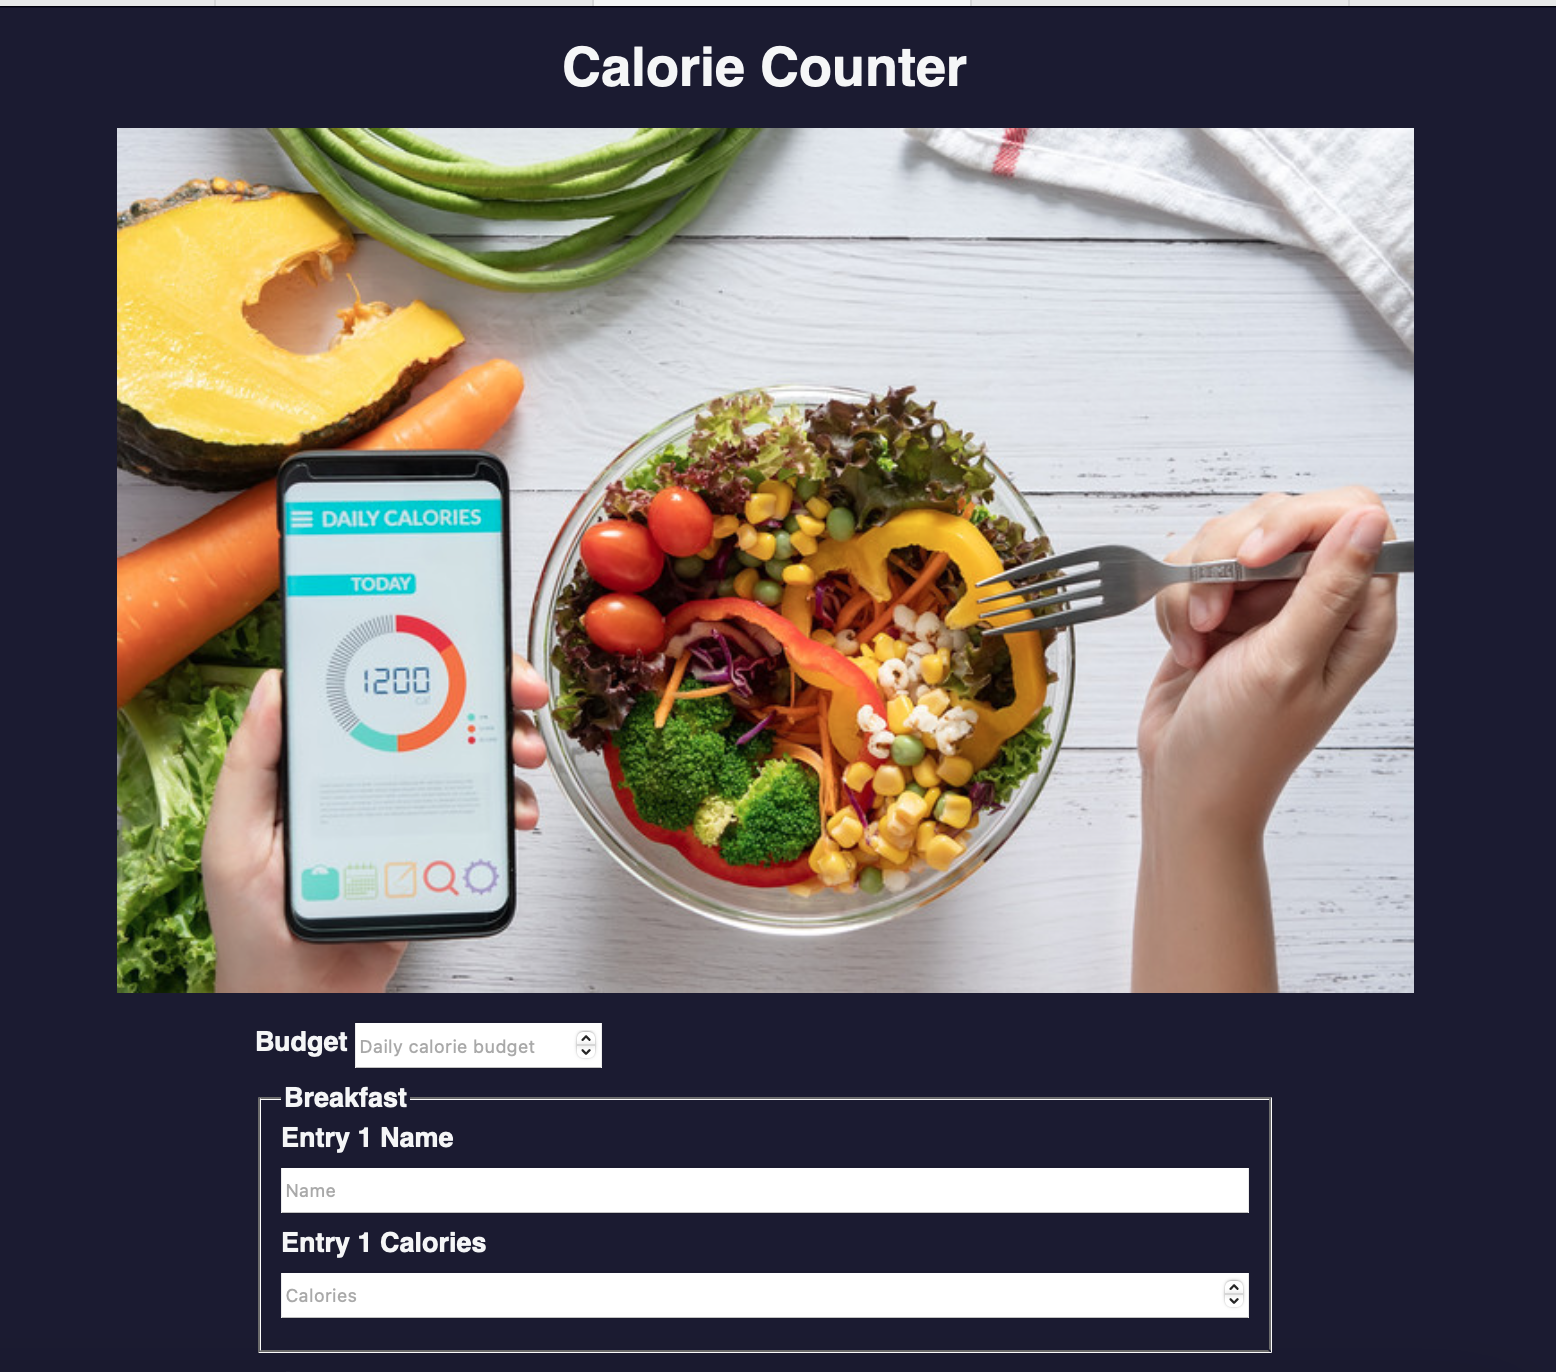 Calorie Counter
DAILY CALORIES
TODAY
1200
cal
Budget
Daily calorie budget
Breakfast
Entry 1 Name
Name
Entry 1 Calories
Calories